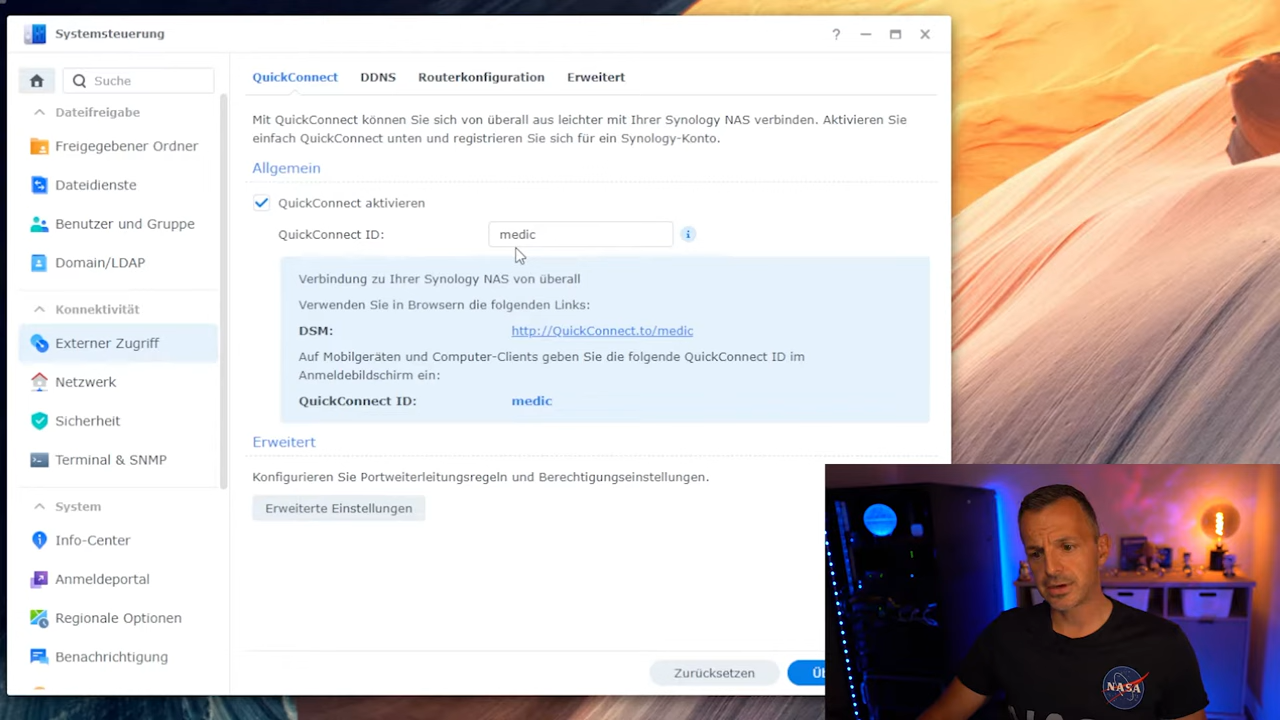 Systemsteuerung
?
Suche
Dateifreigabe
Freigegebener Ordner
Dateidienste
Benutzer und Gruppe
Domain/LDAP
Konnektivität
Externer Zugriff
Netzwerk
Sicherheit
Terminal & SNMP
System
Info-Center
Anmeldeportal
Regionale Optionen
Benachrichtigung
QuickConnect DDNS Routerkonfiguration Erweitert
Mit QuickConnect können Sie sich von überall aus leichter mit Ihrer Synology NAS verbinden. Aktivieren Sie
einfach QuickConnect unten und registrieren Sie sich für ein Synology-Konto.
Allgemein
QuickConnect aktivieren
QuickConnect ID: medic
Verbindung zu Ihrer Synology NAS von überall
Verwenden Sie in Browsern die folgenden Links:
DSM: http://QuickConnect.to/medic
Auf Mobilgeräten und Computer-Clients geben Sie die folgende QuickConnect ID im
Anmeldebildschirm ein:
QuickConnect ID: medic
Erweitert
Konfigurieren Sie Portweiterleitungsregeln und Berechtigungseinstellungen.
Erweiterte Einstellungen
Zurücksetzen
NASA